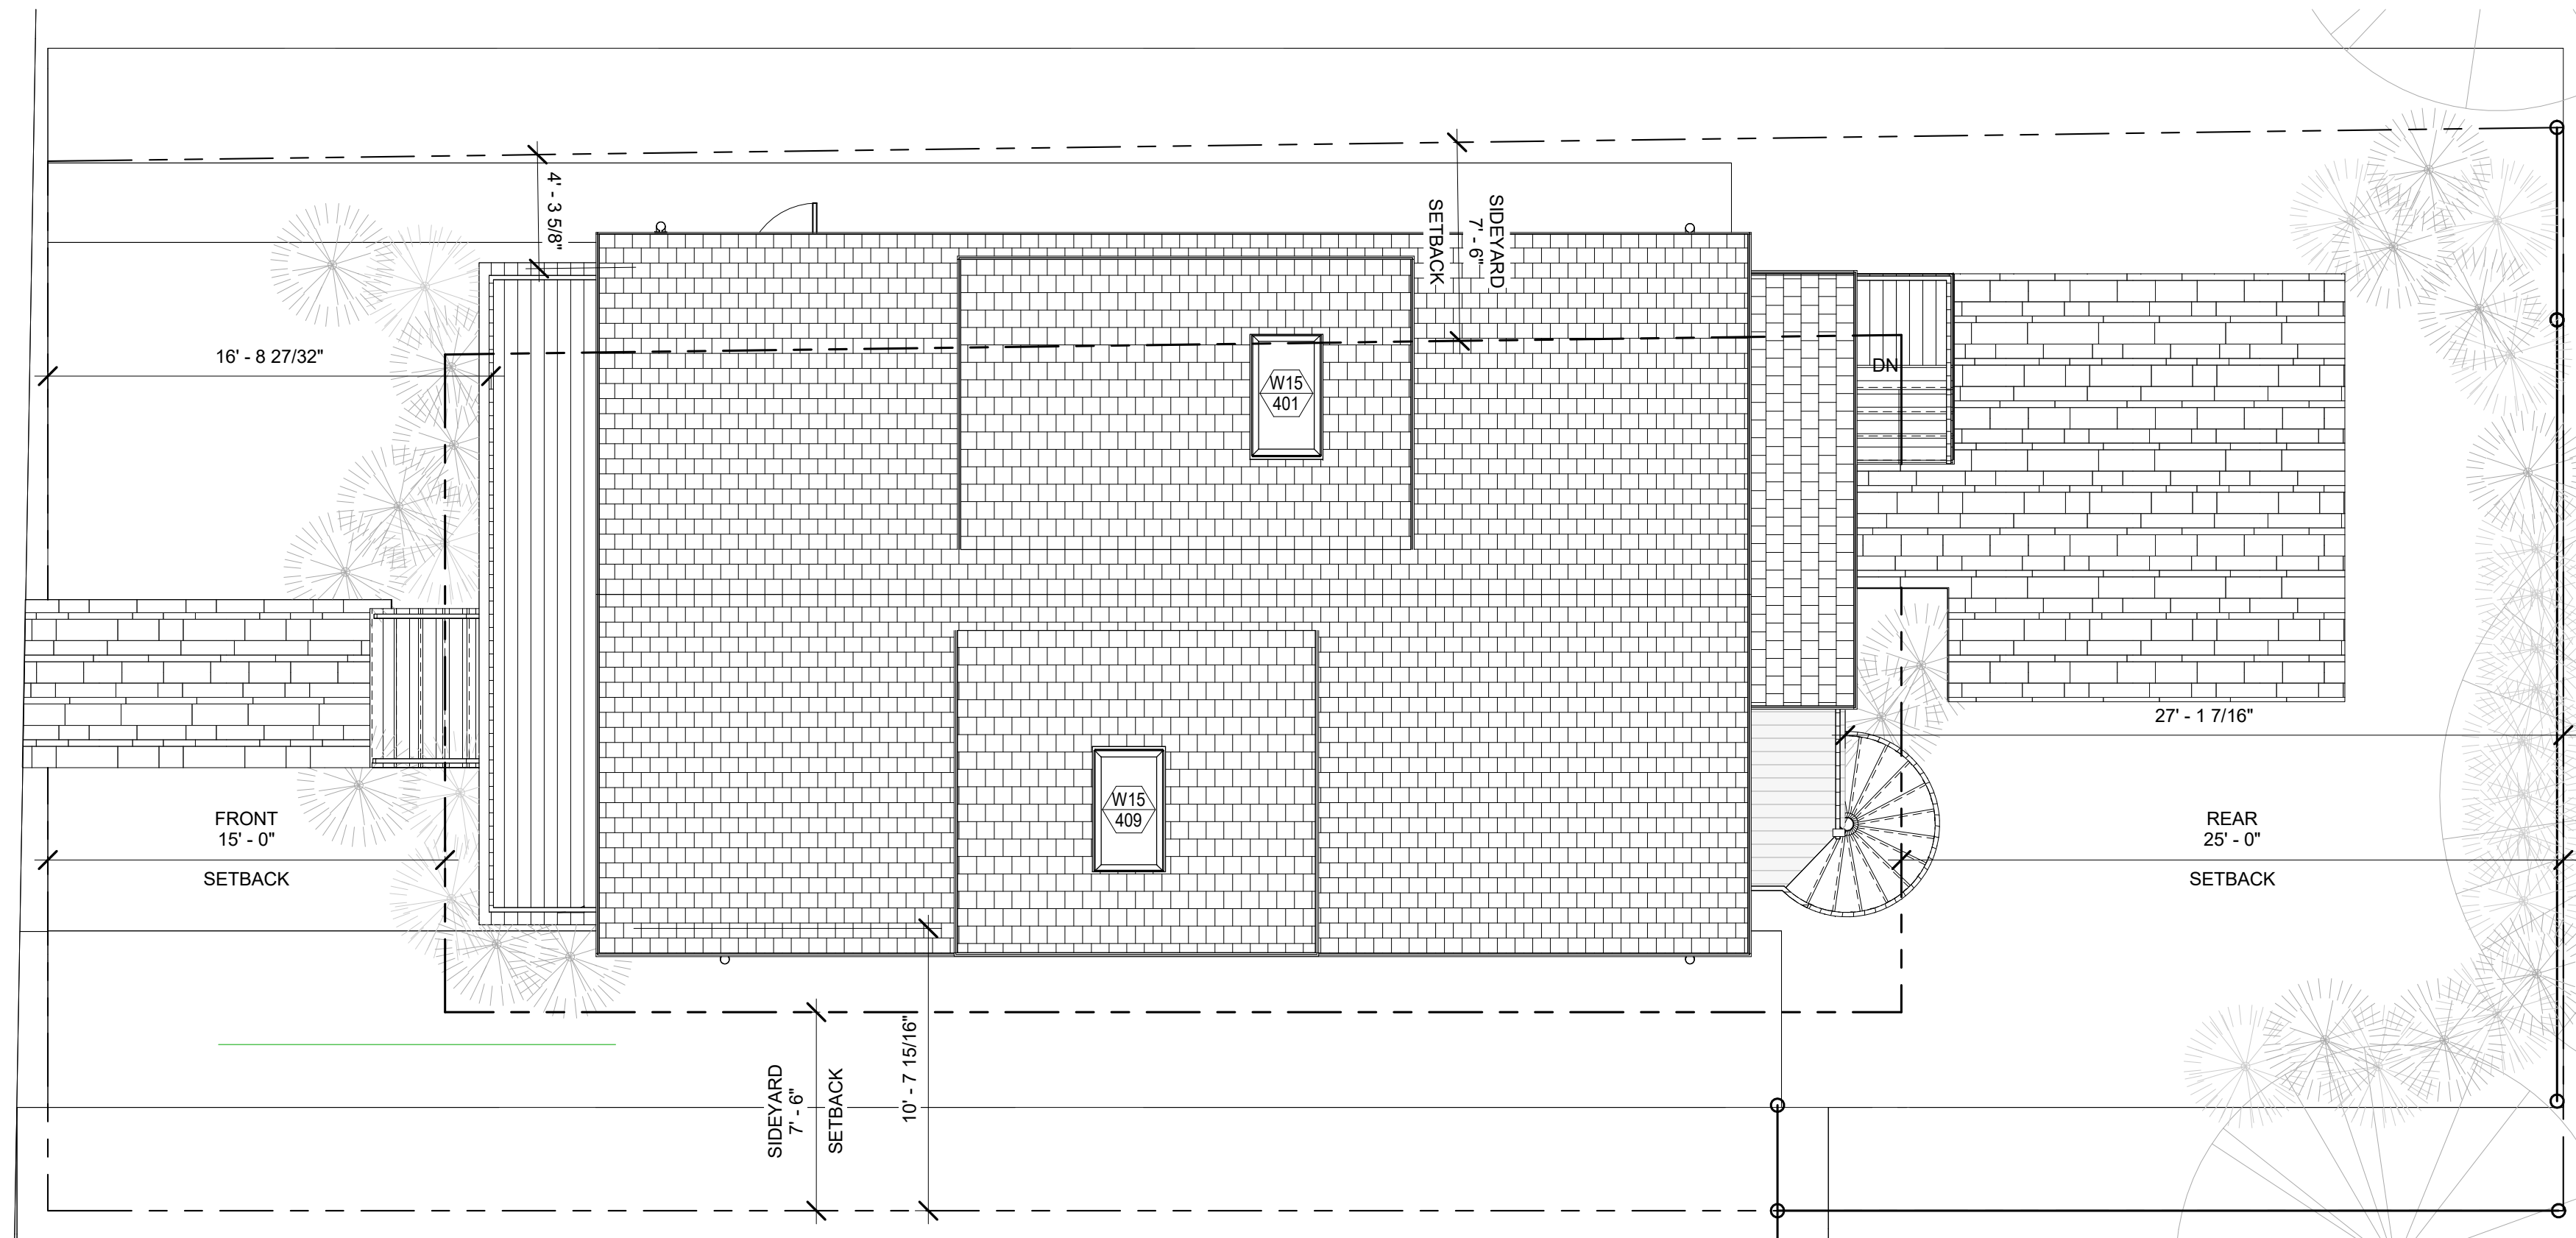 4' - 3 5/8"
SIDEYARD
7' - 6"
SETBACK
16' - 8 27/32"
DN
W15
401
27' - 1 7/16"
W15
409
FRONT
15' - 0"
SETBACK
REAR
25' - 0"
SETBACK
SIDEYARD
7' - 6"
SETBACK
10' - 7 15/16"